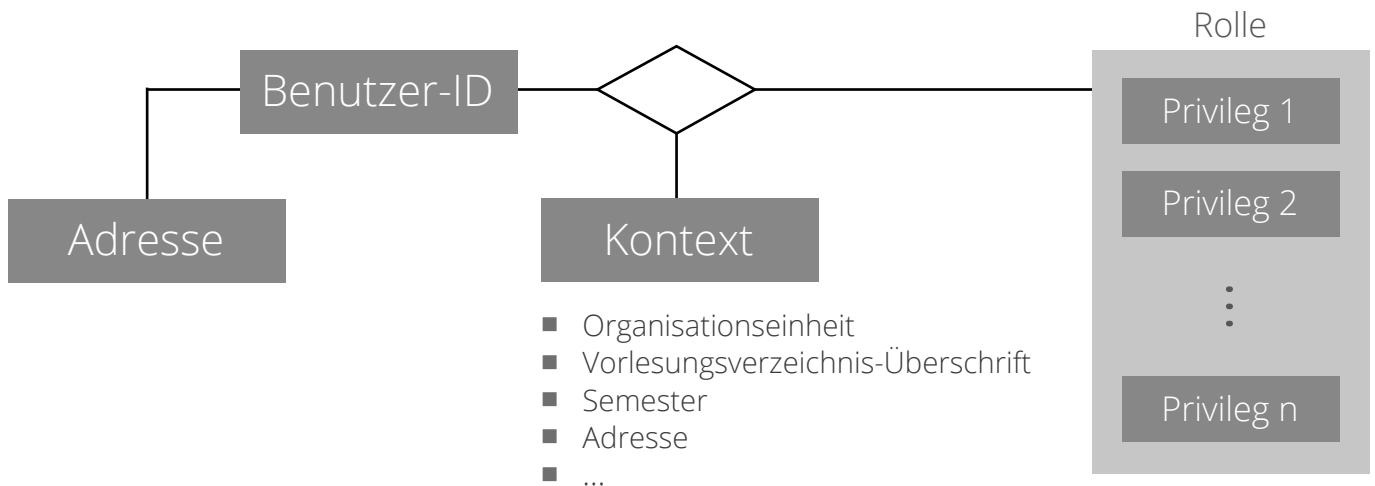 Rolle
Benutzer-ID
Privileg 1
Privileg 2
Adresse
Kontext
Organisationseinheit
Vorlesungsverzeichnis-Überschrift
Semester
Adresse
...
Privileg n